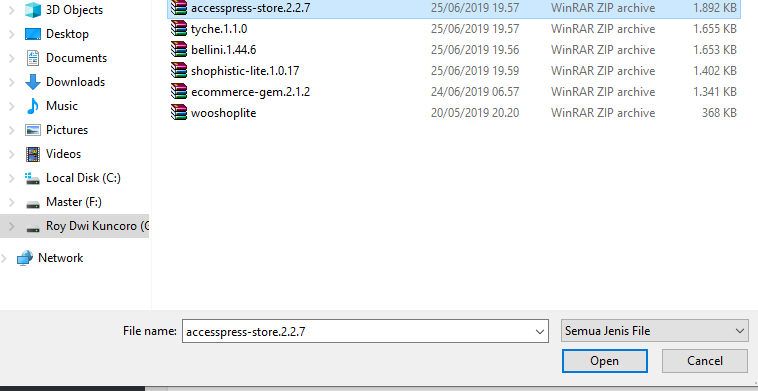 3D Objects
Desktop
Documents
Downloads
Music
Pictures
Videos
Local Disk (C:)
Master (F:)
Roy Dwi Kuncoro (G
Network
accesspress-store.2.2.7 25/06/2019 19.57 WinRAR ZIP archive 1.892 KB
tyche.1.1.0 25/06/2019 19.57 WinRAR ZIP archive 1.655 KB
bellini.1.44.6 25/06/2019 19.56 WinRAR ZIP archive 1.653 KB
shophistic-lite.1.0.17 25/06/2019 19.59 WinRAR ZIP archive 1.402 KB
ecommerce-gem.2.1.2 24/06/2019 06.57 WinRAR ZIP archive 1.341 KB
wooshoplite 20/05/2019 20.20 WinRAR ZIP archive 368 KB
File name: accesspress-store.2.2.7 Semua Jenis File
Open Cancel